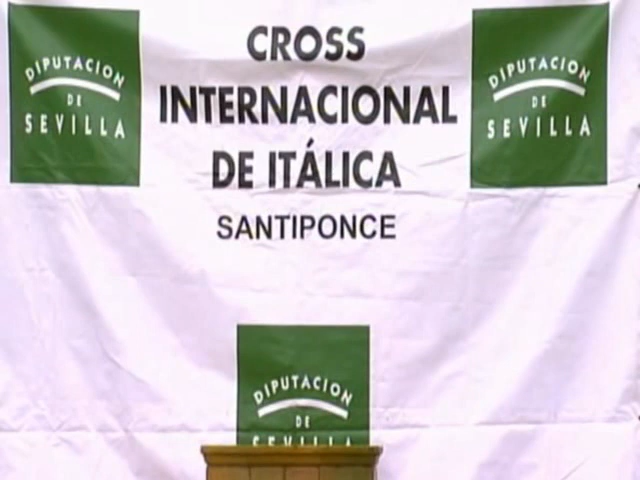 DIPUTACION
DE
SEVILLA
CROSS
INTERNACIONAL
DE ITÁLICA
SANTIPONCE
DIPUTACION
DE
SEVILLA
DIPUTACION
DE
SEVILLA